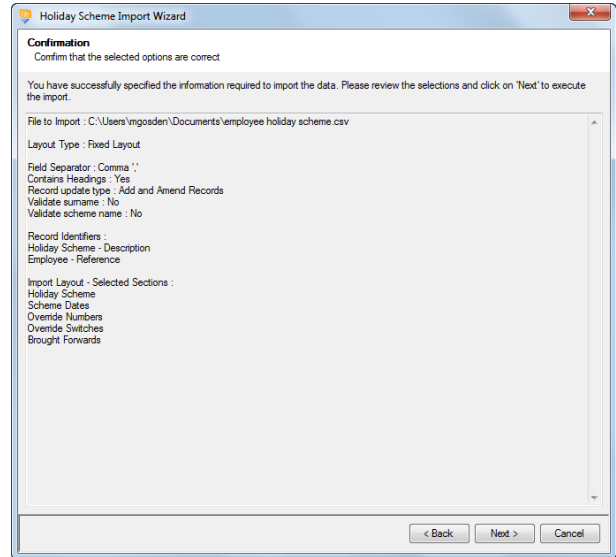 Holiday Scheme Import Wizard
Confirmation
Comfirm that the selected options are correct
You have successfully specified the information required to import the data. Please review the selections and click on 'Next' to execute
the import.
File to Import : C:\Users\mgosden\Documents\employee holiday scheme.csv
Layout Type : Fixed Layout
Field Separator : Comma ','
Contains Headings : Yes
Record update type : Add and Amend Records
Validate surname : No
Validate scheme name : No
Record Identifiers :
Holiday Scheme - Description
Employee - Reference
Import Layout - Selected Sections :
Holiday Scheme
Scheme Dates
Override Numbers
Override Switches
Brought Forwards
< Back Next > Cancel